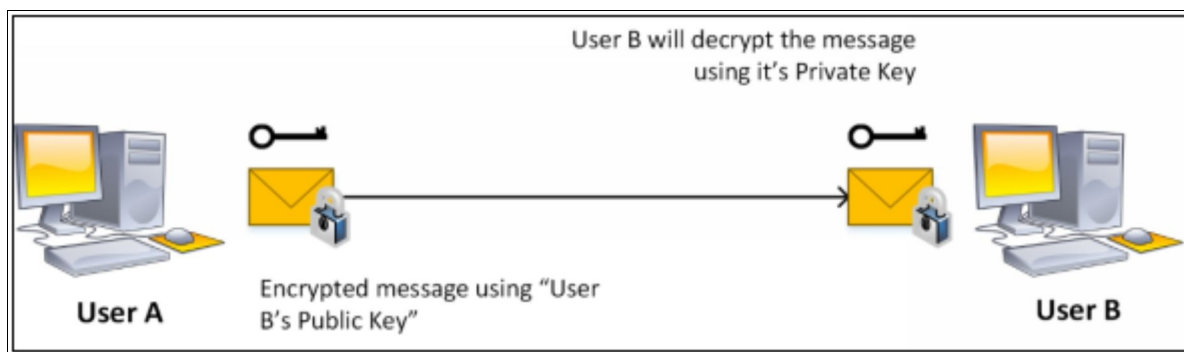 User B will decrypt the message
using it's Private Key
Encrypted message using “User
B's Public Key”
User A
User B